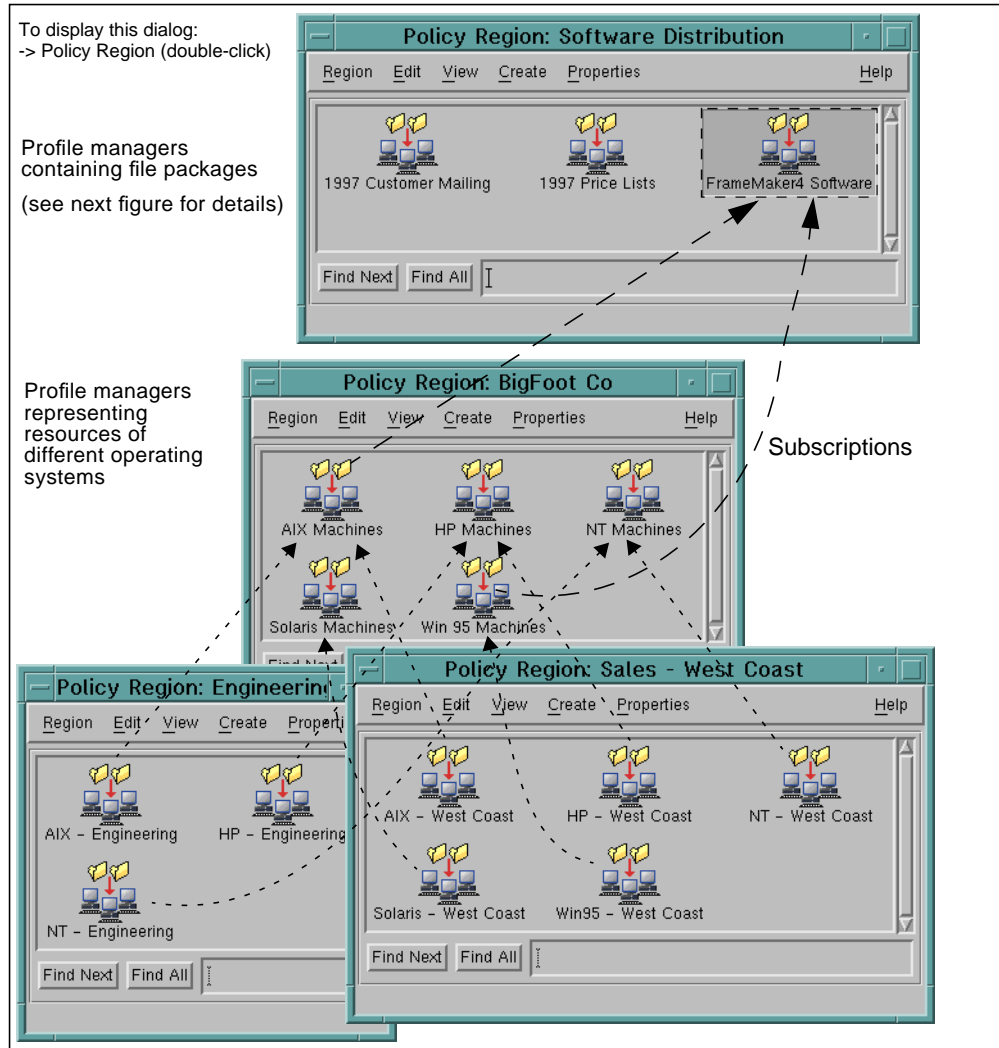 To display this dialog:
-> Policy Region (double-click)
Policy Region: Software Distribution
Region Edit View Create Properties Help
Profile managers
containing file packages
(see next figure for details)
1997 Customer Mailing 1997 Price Lists FrameMaker4 Software
Find Next Find All
Policy Region: BigFoot Co
Region Edit View Create Properties Help
Profile managers
representing
resources of
different operating
systems
Subscriptions
AIX Machines HP Machines NT Machines
Solaris Machines Win 95 Machines
Find Next
Policy Region: Engineering
Region Edit View Create Properti
AIX – Engineering HP – Engineering
NT – Engineering
Find Next Find All
Policy Region: Sales - West Coast
Region Edit View Create Properties Help
AIX – West Coast HP – West Coast NT – West Coast
Solaris – West Coast Win95 – West Coast
Find Next Find All